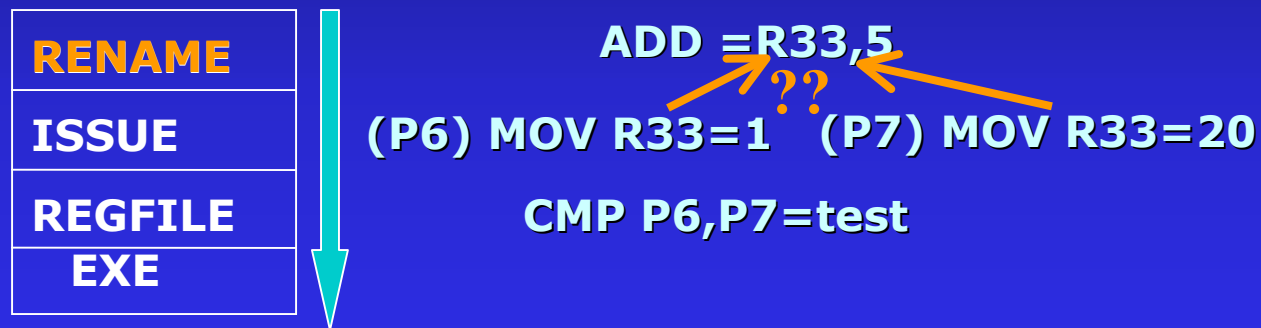 RENAME
ADD =R33,5
??
ISSUE
(P6) MOV R33=1
(P7) MOV R33=20
REGFILE
CMP P6,P7=test
EXE